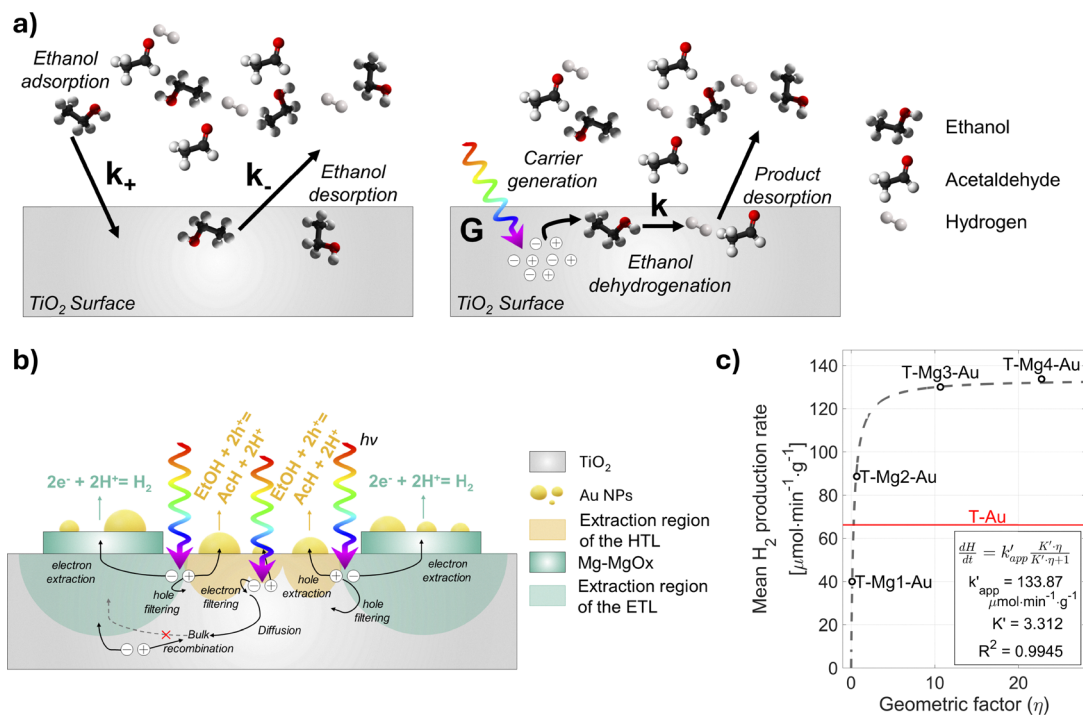 a)
Ethanol
adsorption
k+
k-
Ethanol
desorption
TiO2 Surface
Carrier
generation
G
k
Product
desorption
Ethanol
dehydrogenation
TiO2 Surface
Ethanol
Acetaldehyde
Hydrogen
b)
2e- + 2H+= H2
EtOH + 2h+=
AcH + 2H+
EtOH + 2h+=
AcH + 2H+
hν
2e- + 2H+= H2
electron
extraction
hole
filtering
electron
filtering
hole
extraction
hole
filtering
electron
extraction
Bulk
recombination
Diffusion
TiO2
Au NPs
Extraction region
of the HTL
Mg-MgOx
Extraction region
of the ETL
c)
Mean H2 production rate
[μmol·min-1·g-1]
140
120
100
80
60
40
20
0
T-Mg3-Au
T-Mg4-Au
T-Mg2-Au
T-Au
T-Mg1-Au
dH/dt = k'app K'·η/K'·η+1
k'app = 133.87
μmol·min-1·g-1
K' = 3.312
R2 = 0.9945
0
10
20
Geometric factor (η)
+
-